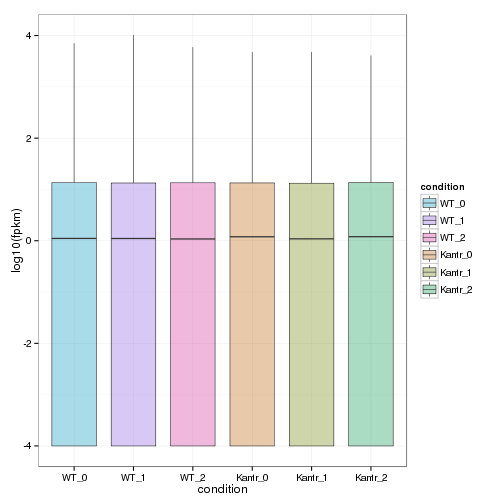 4
2
0
-2
-4
log10(fpkm)
WT_0 WT_1 WT_2 Kantr_0 Kantr_1 Kantr_2
condition
condition
WT_0
WT_1
WT_2
Kantr_0
Kantr_1
Kantr_2